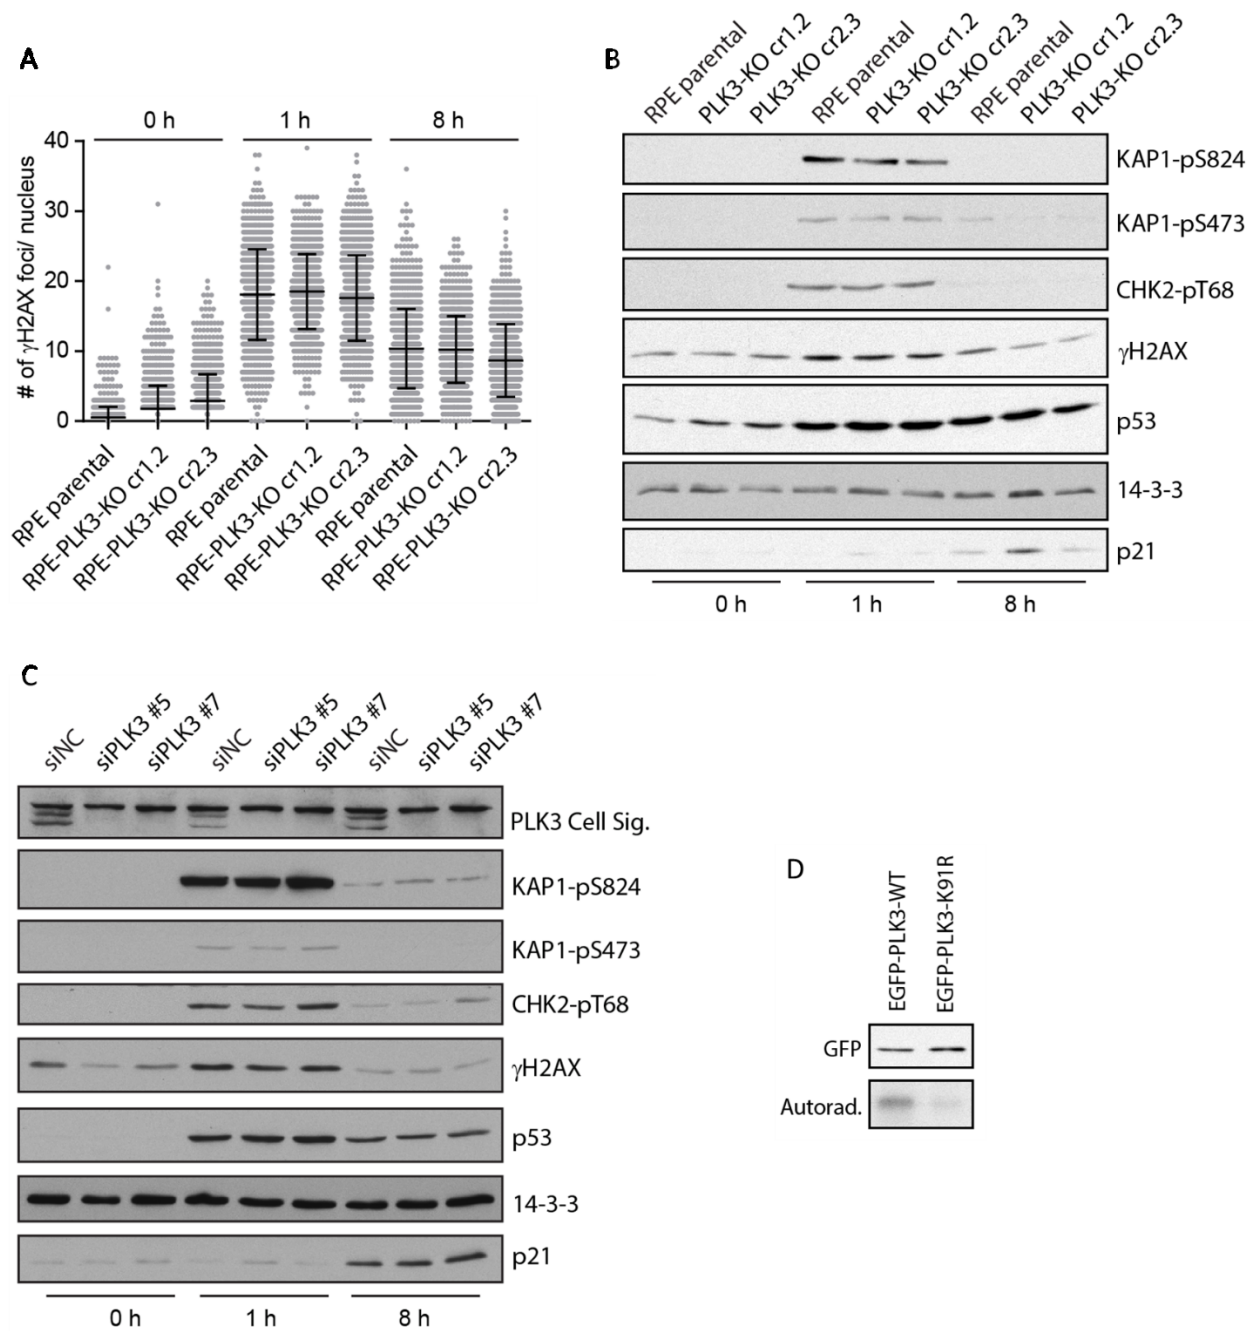 A
0 h
1 h
8 h
# of γH2AX foci/ nucleus
40
30
20
10
0
RPE parental
RPE-PLK3-KO cr1.2
RPE-PLK3-KO cr2.3
RPE parental
RPE-PLK3-KO cr1.2
RPE-PLK3-KO cr2.3
RPE parental
RPE-PLK3-KO cr1.2
RPE-PLK3-KO cr2.3
B
RPE parental
PLK3-KO cr1.2
PLK3-KO cr2.3
RPE parental
PLK3-KO cr1.2
PLK3-KO cr2.3
RPE parental
PLK3-KO cr1.2
PLK3-KO cr2.3
KAP1-pS824
KAP1-pS473
CHK2-pT68
γH2AX
p53
14-3-3
p21
0 h
1 h
8 h
C
siNC
siPLK3 #5
siPLK3 #7
siNC
siPLK3 #5
siPLK3 #7
siNC
siPLK3 #5
siPLK3 #7
PLK3 Cell Sig.
KAP1-pS824
KAP1-pS473
CHK2-pT68
γH2AX
p53
14-3-3
p21
0 h
1 h
8 h
D
EGFP-PLK3-WT
EGFP-PLK3-K91R
GFP
Autorad.